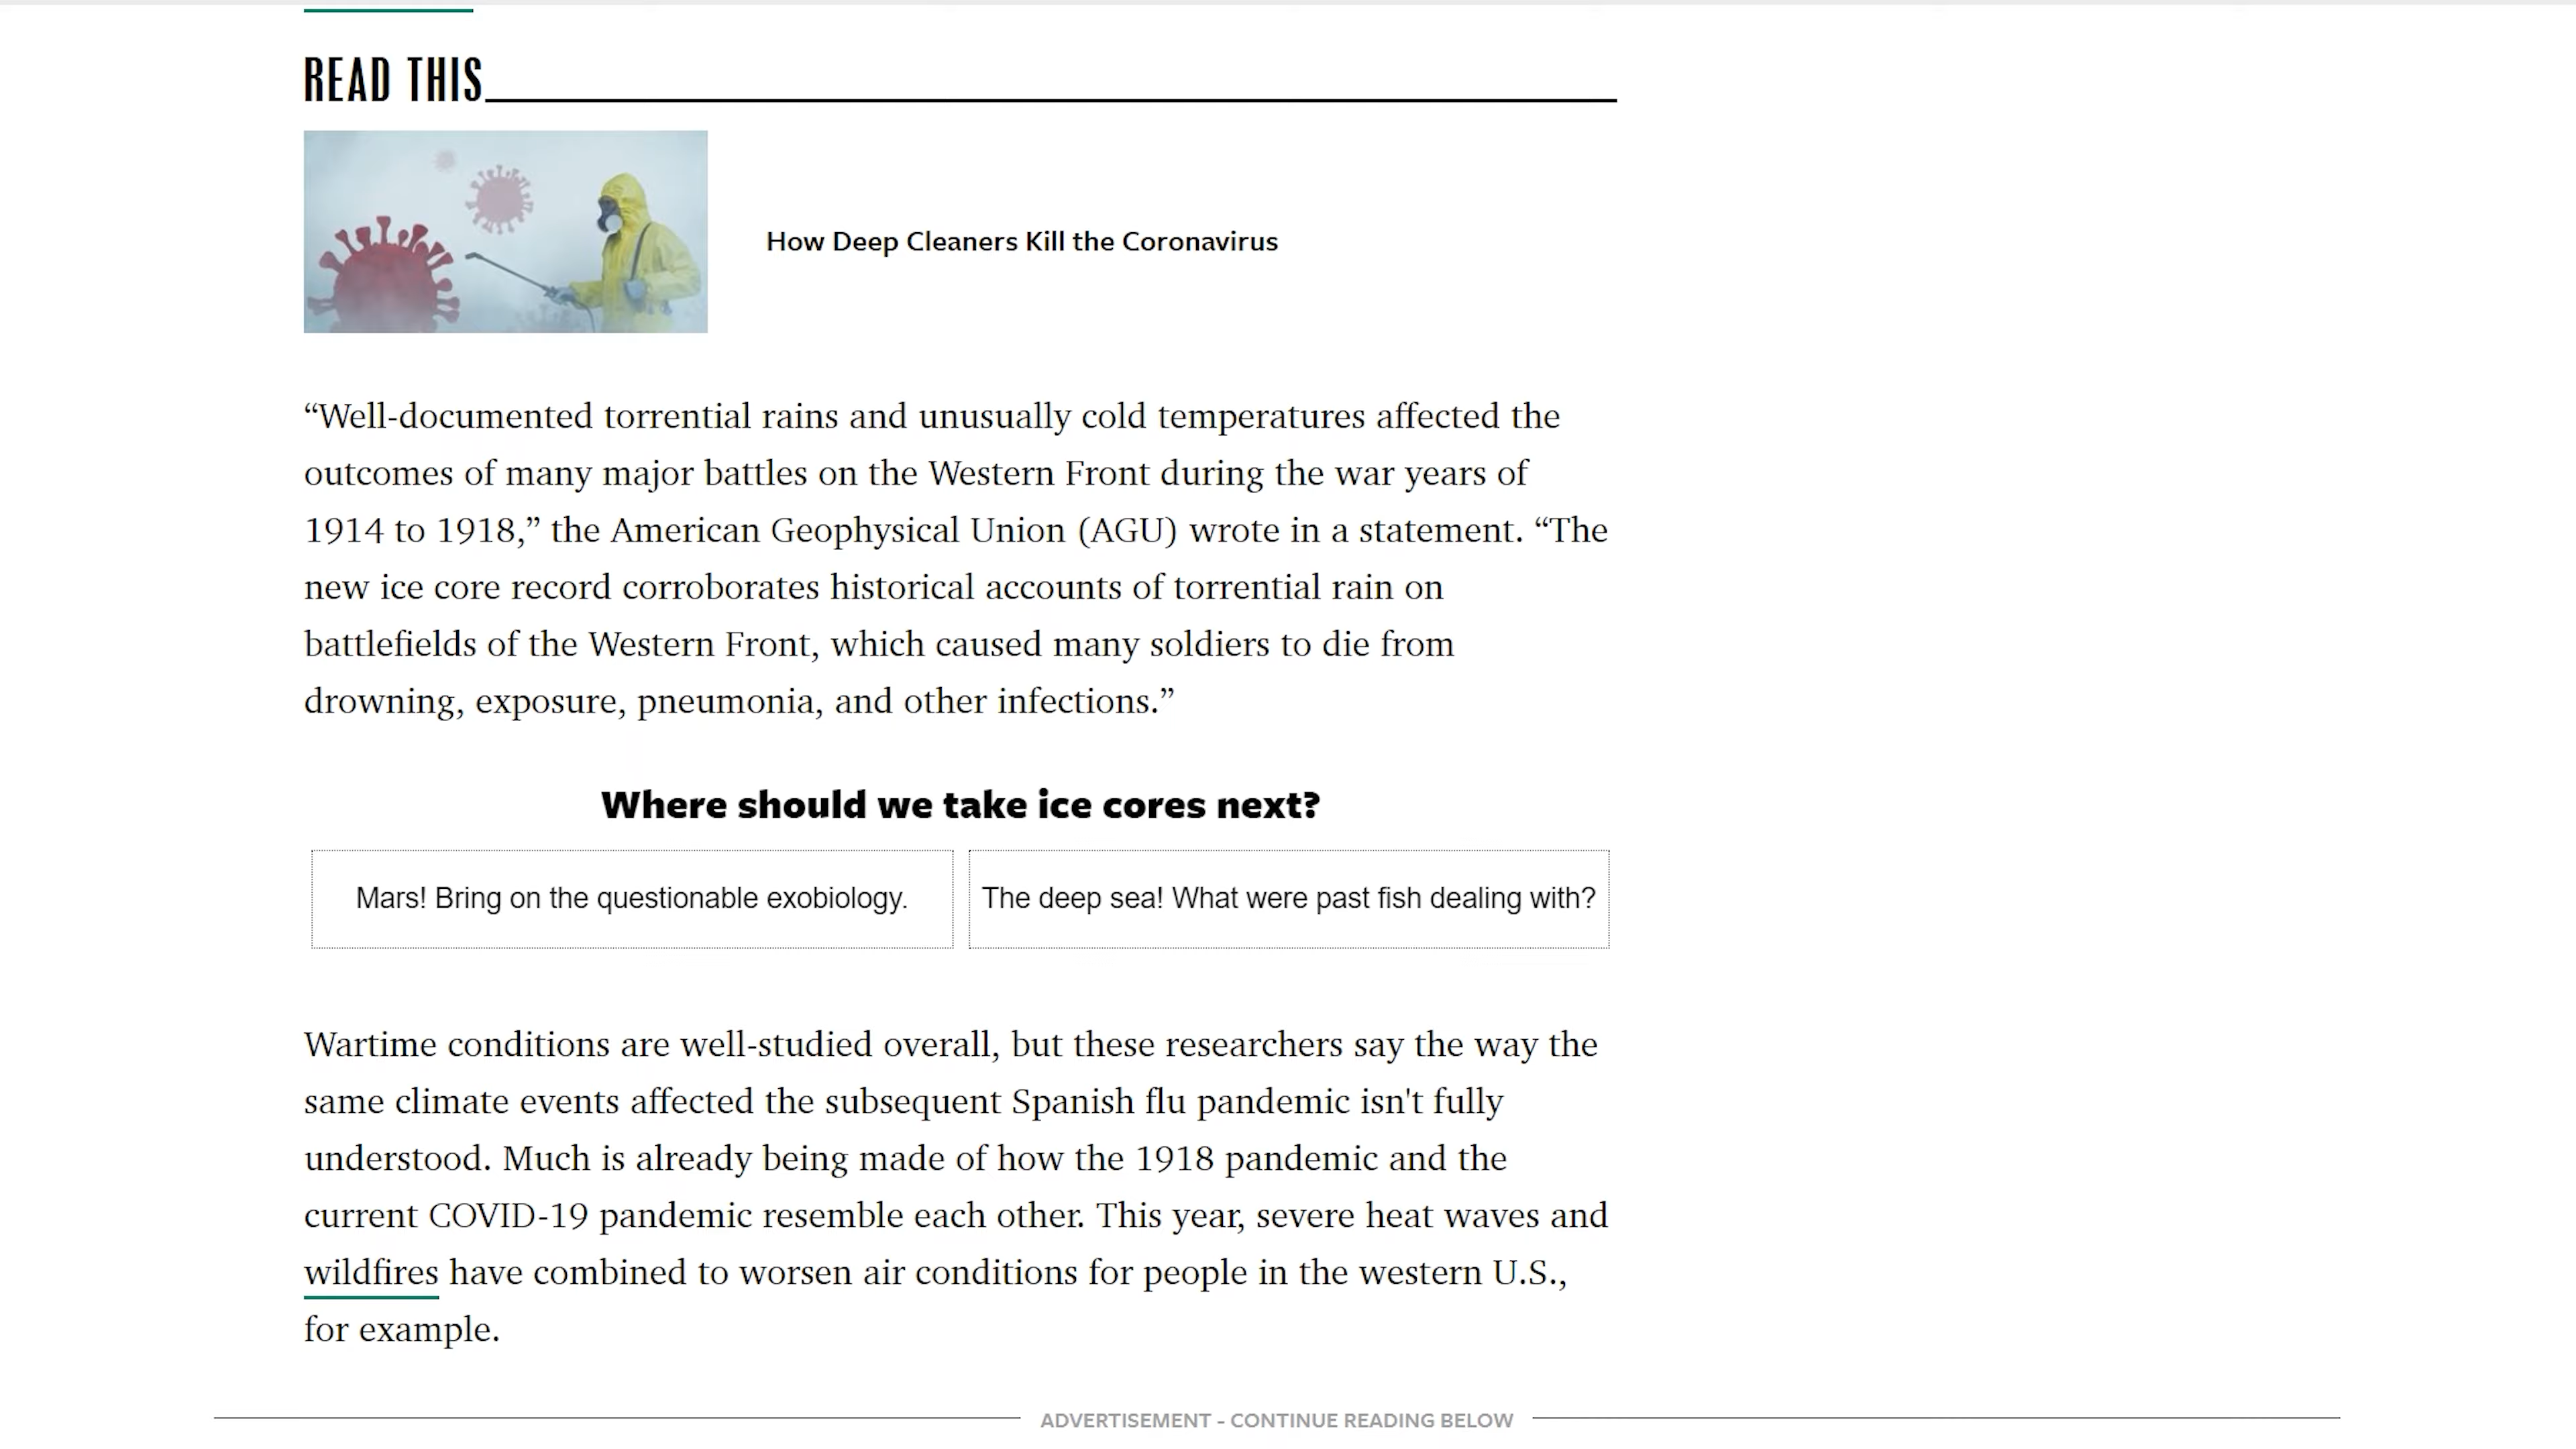 READ THIS
How Deep Cleaners Kill the Coronavirus
“Well-documented torrential rains and unusually cold temperatures affected the
outcomes of many major battles on the Western Front during the war years of
1914 to 1918,” the American Geophysical Union (AGU) wrote in a statement. “The
new ice core record corroborates historical accounts of torrential rain on
battlefields of the Western Front, which caused many soldiers to die from
drowning, exposure, pneumonia, and other infections.”
Where should we take ice cores next?
Mars! Bring on the questionable exobiology.
The deep sea! What were past fish dealing with?
Wartime conditions are well-studied overall, but these researchers say the way the
same climate events affected the subsequent Spanish flu pandemic isn't fully
understood. Much is already being made of how the 1918 pandemic and the
current COVID-19 pandemic resemble each other. This year, severe heat waves and
wildfires have combined to worsen air conditions for people in the western U.S.,
for example.
ADVERTISEMENT - CONTINUE READING BELOW